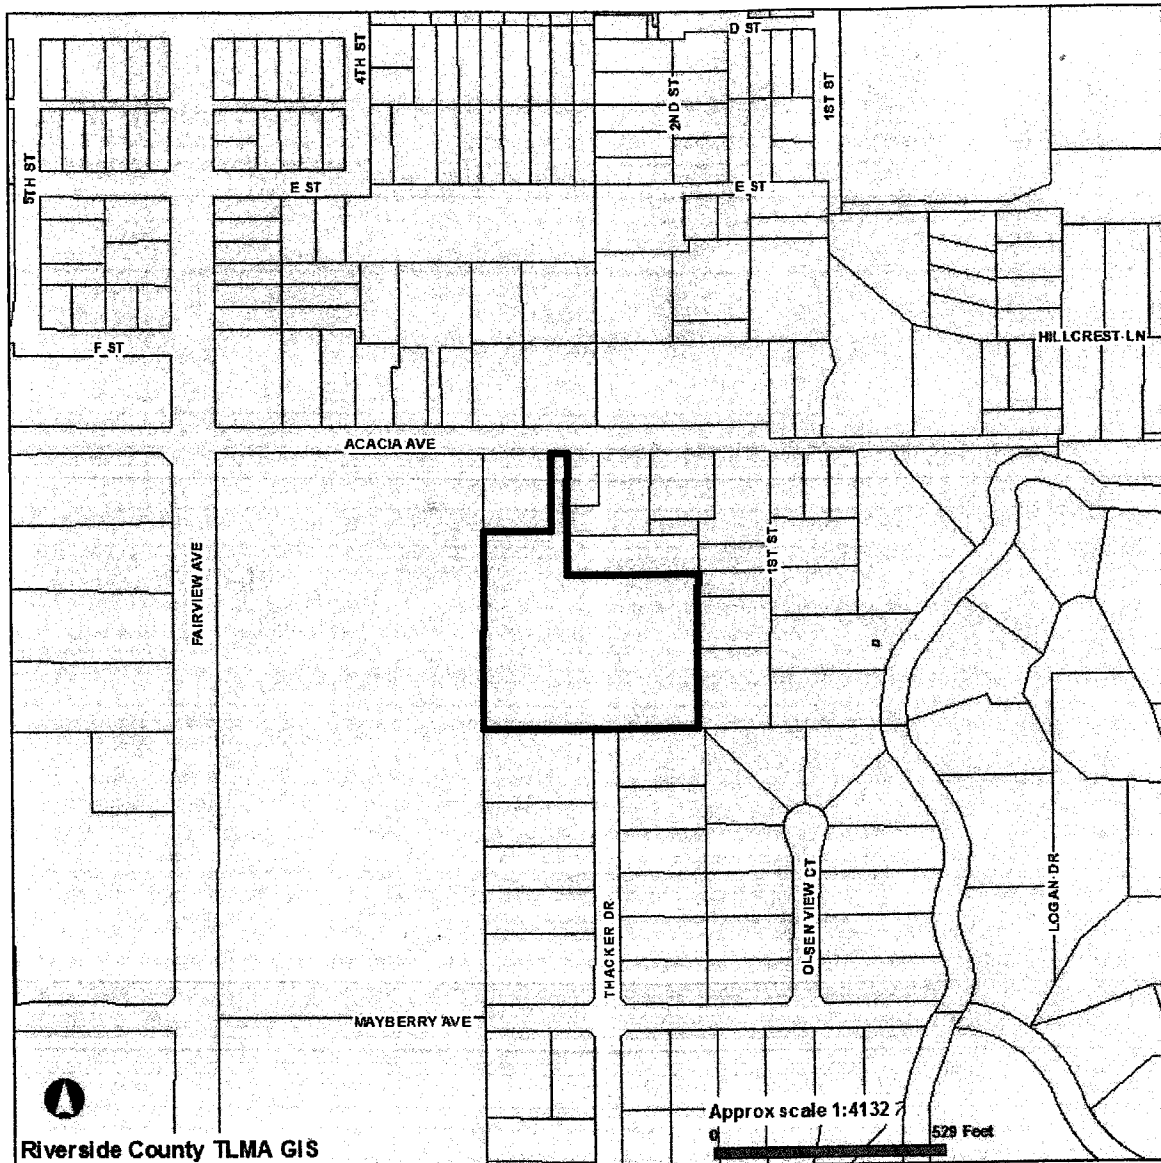 D ST
4TH ST
2ND ST
1ST ST
5TH ST
E ST
E ST
HILLCREST LN
F ST
ACACIA AVE
FAIRVIEW AVE
1ST ST
THACKER DR
OLSEN VIEW CT
LOGAN DR
MAYBERRY AVE
Approx scale 1:4132
0 529 Feet
Riverside County TLMA GIS